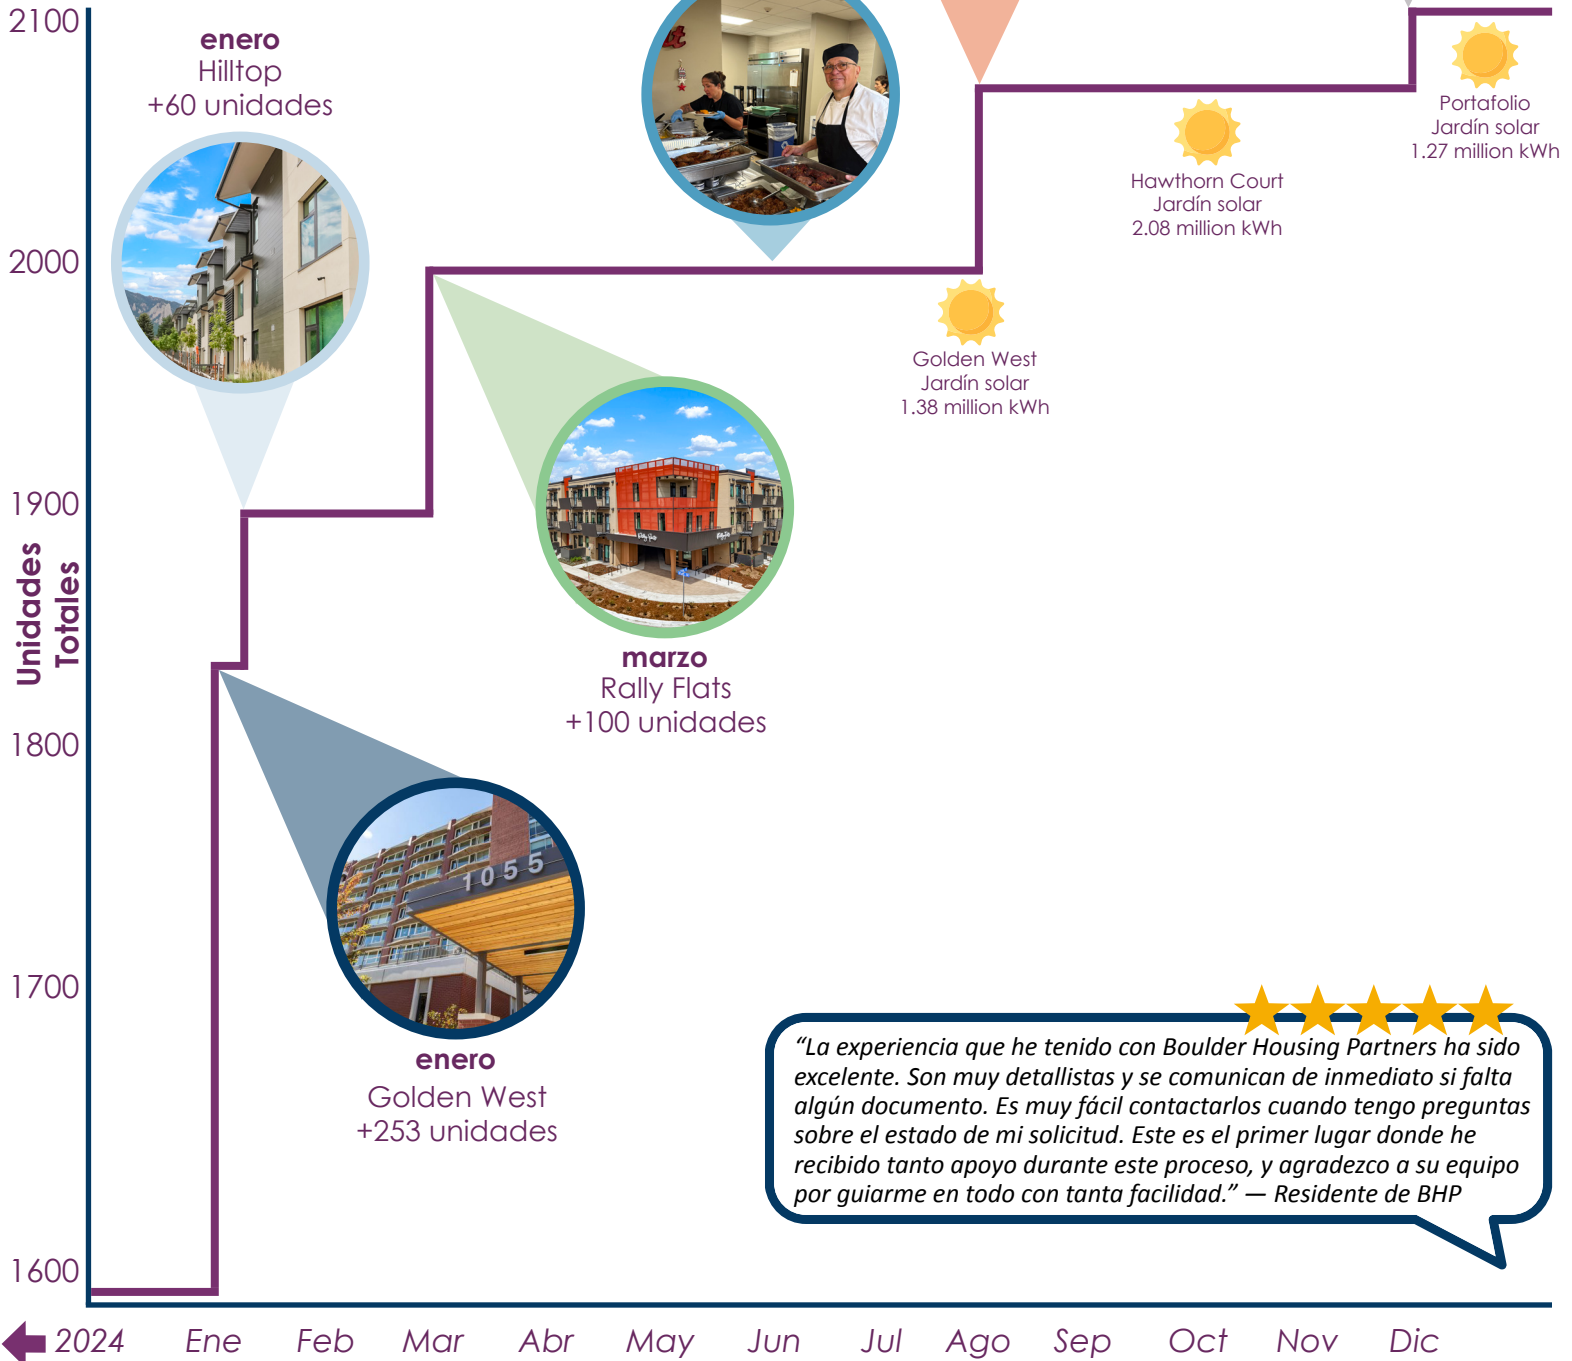 2100
enero
Hilltop
+60 unidades
Portafolio
Jardín solar
1.27 million kWh
Hawthorn Court
Jardín solar
2.08 million kWh
2000
Golden West
Jardín solar
1.38 million kWh
1900
Unidades
Totales
marzo
Rally Flats
+100 unidades
1800
1055
enero
Golden West
+253 unidades
1700
“La experiencia que he tenido con Boulder Housing Partners ha sido
excelente. Son muy detallistas y se comunican de inmediato si falta
algún documento. Es muy fácil contactarlos cuando tengo preguntas
sobre el estado de mi solicitud. Este es el primer lugar donde he
recibido tanto apoyo durante este proceso, y agradezco a su equipo
por guiarme en todo con tanta facilidad.” — Residente de BHP
1600
2024 Ene Feb Mar Abr May Jun Jul Ago Sep Oct Nov Dic